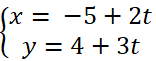 x = −5 + 2t
y = 4 + 3t